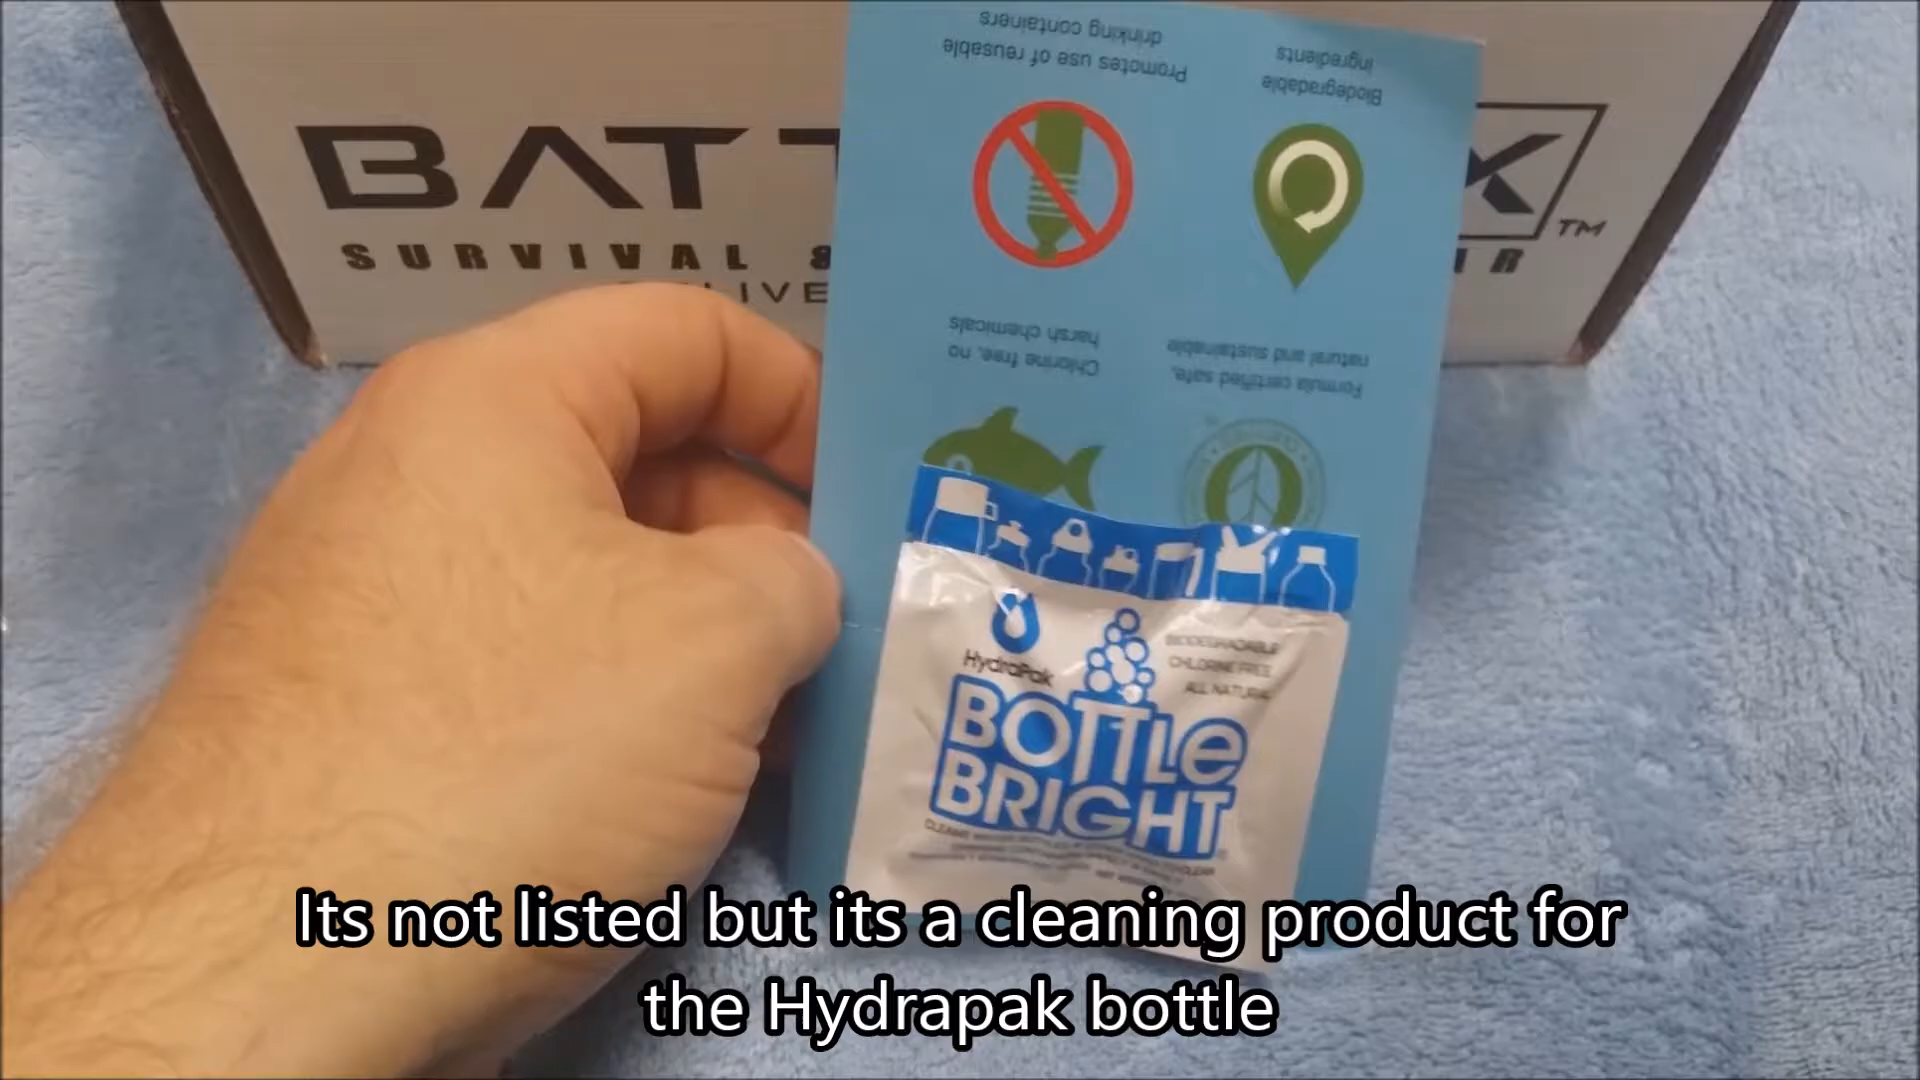 drinking containers
Promotes use of reusable
ingredients
Biodegradable
BATT
X
TM
SURVIVAL &
IR
LIVE
harsh chemicals
Chlorine free, no
natural and sustainable
Formula certified safe,
HydraPak
BIODEGRADABLE
CHLORINE FREE
ALL NATURAL
BOTTLe
BRIGHT
Its not listed but its a cleaning product for
the Hydrapak bottle